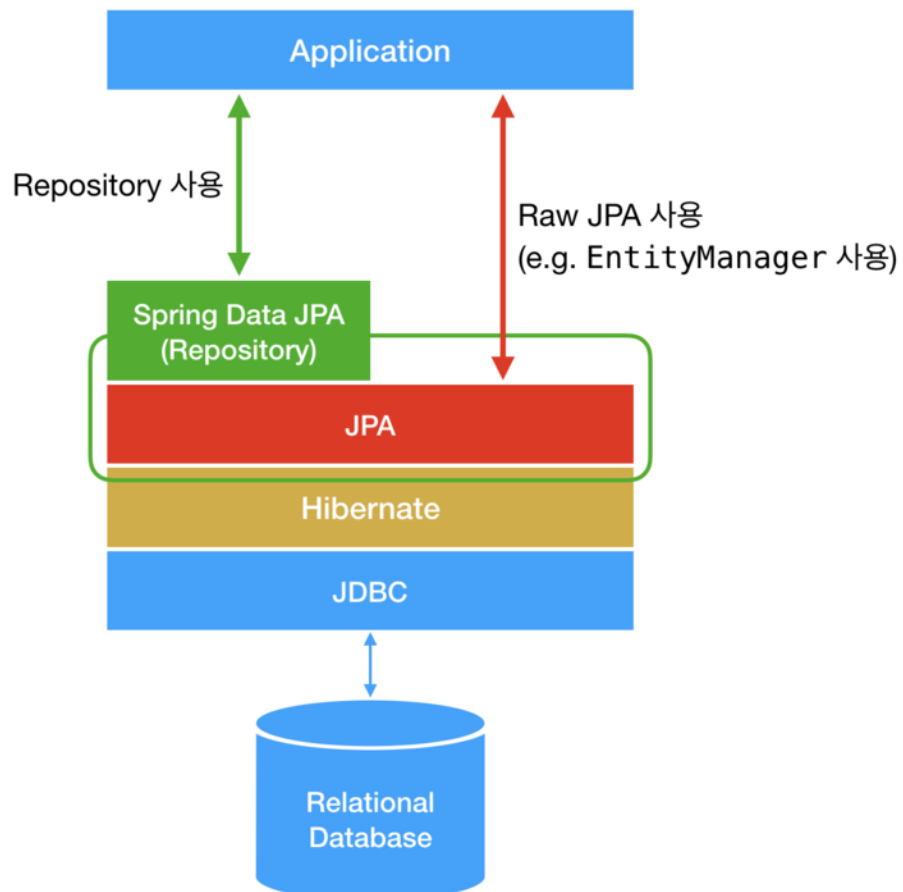 Application
Repository 사용
Raw JPA 사용
(e.g. EntityManager 사용)
Spring Data JPA
(Repository)
JPA
Hibernate
JDBC
Relational
Database